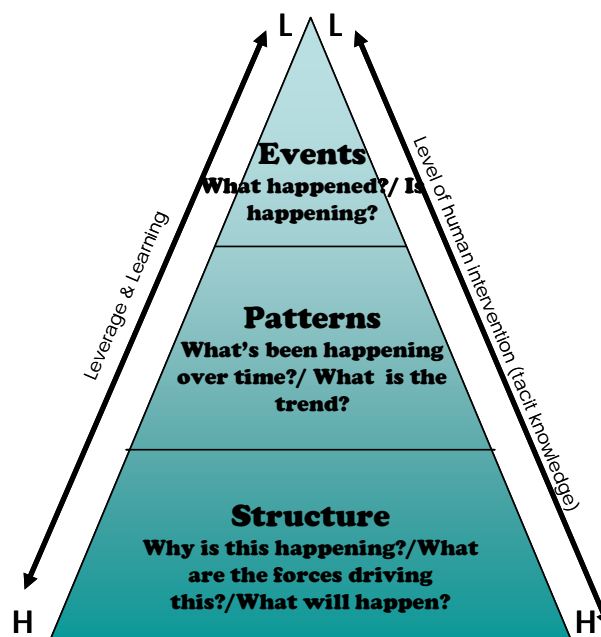 L L
Events
What happened?/ Is
happening?
Level of human intervention (tacit knowledge)
Leverage & Learning
Patterns
What's been happening
over time?/ What is the
trend?
Structure
Why is this happening?/What
are the forces driving
this?/What will happen?
H H